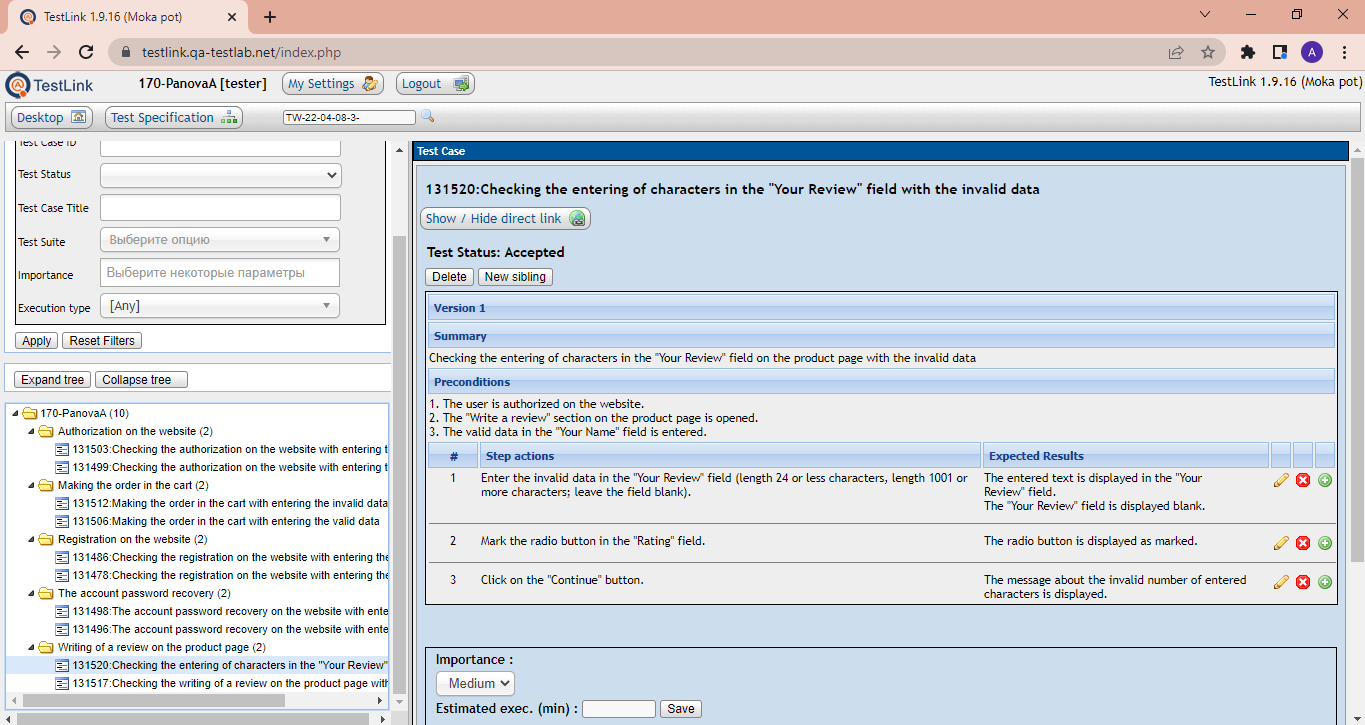 TestLink 1.9.16 (Moka pot)
testlink.qa-testlab.net/index.php
A
TestLink
170-PanovaA [tester]
My Settings
Logout
TestLink 1.9.16 (Moka pot)
Desktop
Test Specification
TW-22-04-08-3-
Test Case ID
Test Status
Test Case Title
Test Suite
Выберите опцию
Importance
Выберите некоторые параметры
Execution type
[Any]
Apply
Reset Filters
Expand tree
Collapse tree
170-PanovaA (10)
Authorization on the website (2)
131503:Checking the authorization on the website with entering t
131499:Checking the authorization on the website with entering t
Making the order in the cart (2)
131512:Making the order in the cart with entering the invalid data
131506:Making the order in the cart with entering the valid data
Registration on the website (2)
131486:Checking the registration on the website with entering the
131478:Checking the registration on the website with entering the
The account password recovery (2)
131498:The account password recovery on the website with ente
131496:The account password recovery on the website with ente
Writing of a review on the product page (2)
131520:Checking the entering of characters in the "Your Review"
131517:Checking the writing of a review on the product page with
Test Case
131520:Checking the entering of characters in the "Your Review" field with the invalid data
Show / Hide direct link
Test Status: Accepted
Delete
New sibling
Version 1
Summary
Checking the entering of characters in the "Your Review" field on the product page with the invalid data
Preconditions
1. The user is authorized on the website.
2. The "Write a review" section on the product page is opened.
3. The valid data in the "Your Name" field is entered.
# Step actions Expected Results
1 Enter the invalid data in the "Your Review" field (length 24 or less characters, length 1001 or
more characters; leave the field blank).
The entered text is displayed in the "Your
Review" field.
The "Your Review" field is displayed blank.
2 Mark the radio button in the "Rating" field.
The radio button is displayed as marked.
3 Click on the "Continue" button.
The message about the invalid number of entered
characters is displayed.
Importance :
Medium
Estimated exec. (min) :
Save